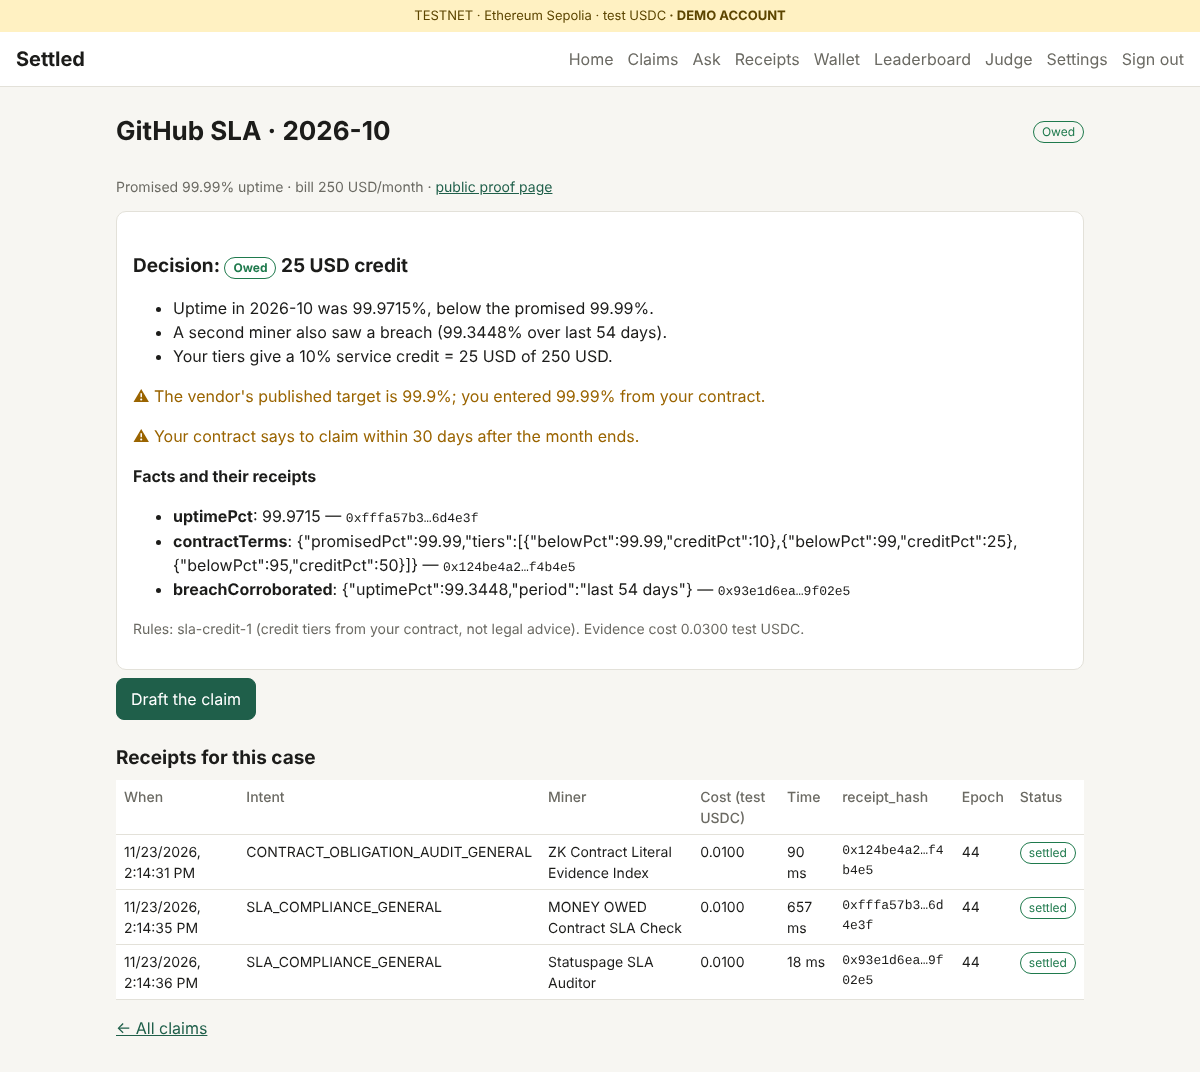 TESTNET · Ethereum Sepolia · test USDC · DEMO ACCOUNT
Settled
Home Claims Ask Receipts Wallet Leaderboard Judge Settings Sign out
GitHub SLA · 2026-10
Owed
Promised 99.99% uptime · bill 250 USD/month · public proof page
Decision: Owed 25 USD credit
• Uptime in 2026-10 was 99.9715%, below the promised 99.99%.
• A second miner also saw a breach (99.3448% over last 54 days).
• Your tiers give a 10% service credit = 25 USD of 250 USD.
⚠ The vendor's published target is 99.9%; you entered 99.99% from your contract.
⚠ Your contract says to claim within 30 days after the month ends.
Facts and their receipts
• uptimePct: 99.9715 — 0xfffa57b3…6d4e3f
• contractTerms: {"promisedPct":99.99,"tiers":[{"belowPct":99.99,"creditPct":10},{"belowPct":99,"creditPct":25},
{"belowPct":95,"creditPct":50}]} — 0x124be4a2…f4b4e5
• breachCorroborated: {"uptimePct":99.3448,"period":"last 54 days"} — 0x93e1d6ea…9f02e5
Rules: sla-credit-1 (credit tiers from your contract, not legal advice). Evidence cost 0.0300 test USDC.
Draft the claim
Receipts for this case
When Intent Miner Cost (test Time receipt_hash Epoch Status
USDC)
11/23/2026, CONTRACT_OBLIGATION_AUDIT_GENERAL ZK Contract Literal 0.0100 90 0x124be4a2…f4 44 settled
2:14:31 PM Evidence Index ms b4e5
11/23/2026, SLA_COMPLIANCE_GENERAL MONEY OWED 0.0100 657 0xfffa57b3…6d 44 settled
2:14:35 PM Contract SLA Check ms 4e3f
11/23/2026, SLA_COMPLIANCE_GENERAL Statuspage SLA 0.0100 18 ms 0x93e1d6ea…9f 44 settled
2:14:36 PM Auditor 02e5
← All claims